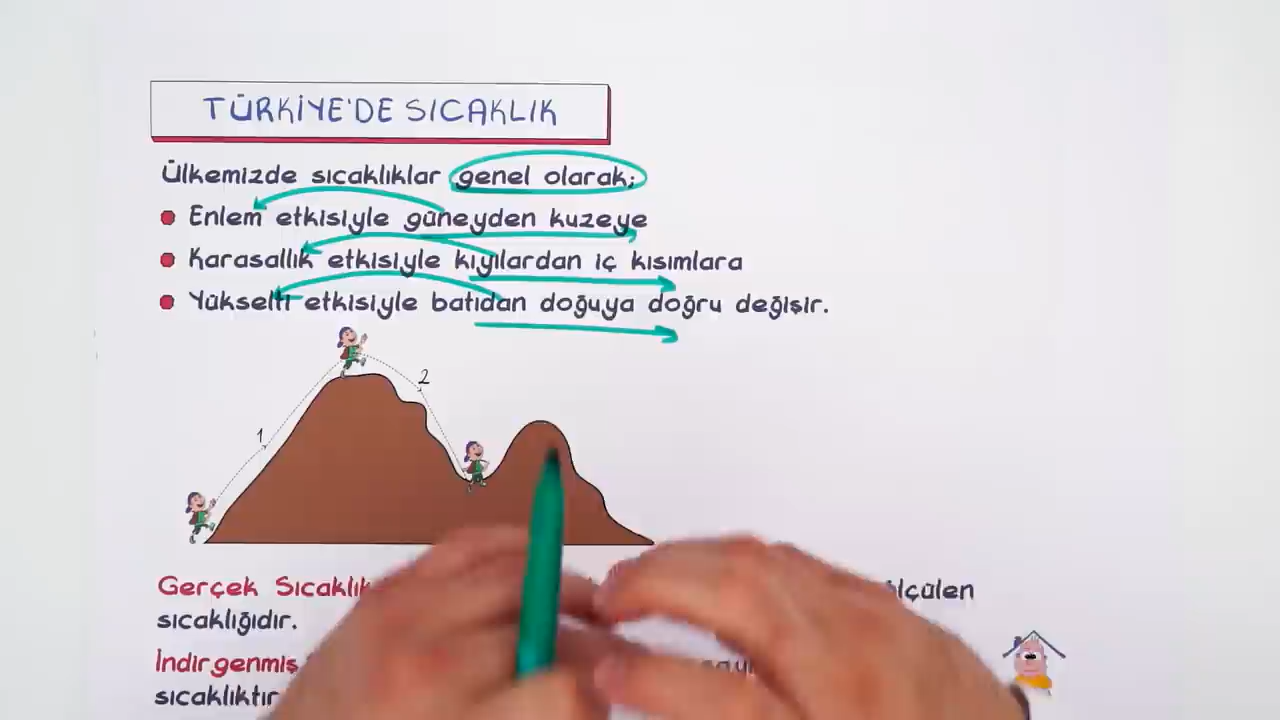 TÜRKİYE'DE SICAKLIK
Ülkemizde sıcaklıklar genel olarak;
Enlem etkisiyle güneyden kuzeye
Karasallık etkisiyle kıyılardan iç kısımlara
Yükselti etkisiyle batıdan doğuya doğru değişir.
2
1
Gerçek Sıcaklık ölçülen
sıcaklığıdır.
İndirgenmiş
sıcaklıktır